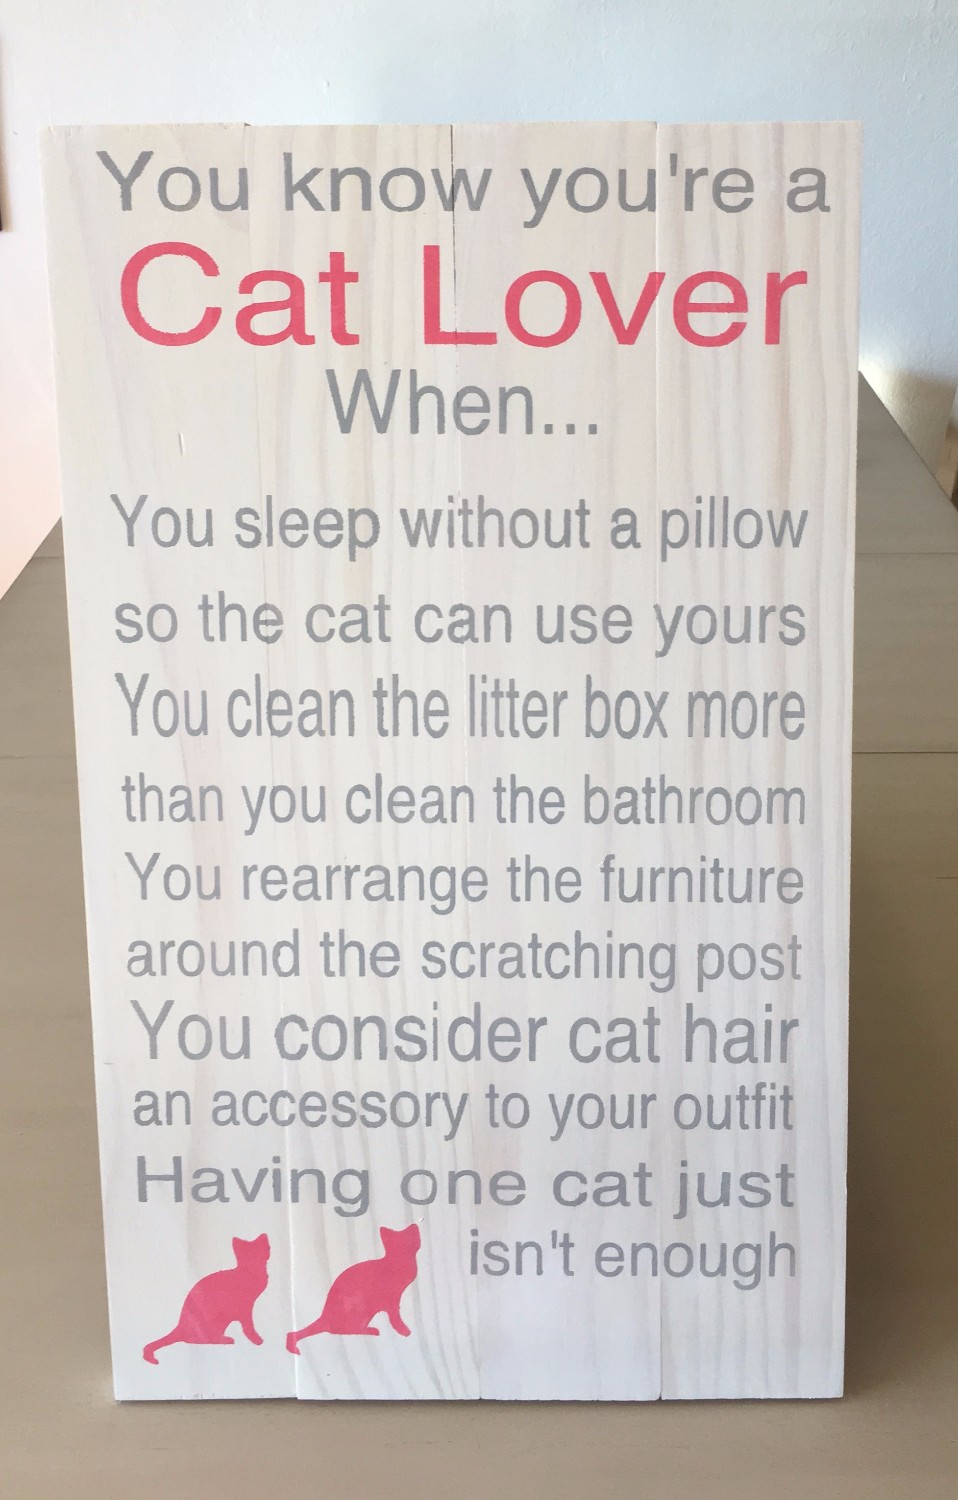 You know you're a
Cat Lover
When...
You sleep without a pillow
so the cat can use yours
You clean the litter box more
than you clean the bathroom
You rearrange the furniture
around the scratching post
You consider cat hair
an accessory to your outfit
Having one cat just
isn't enough